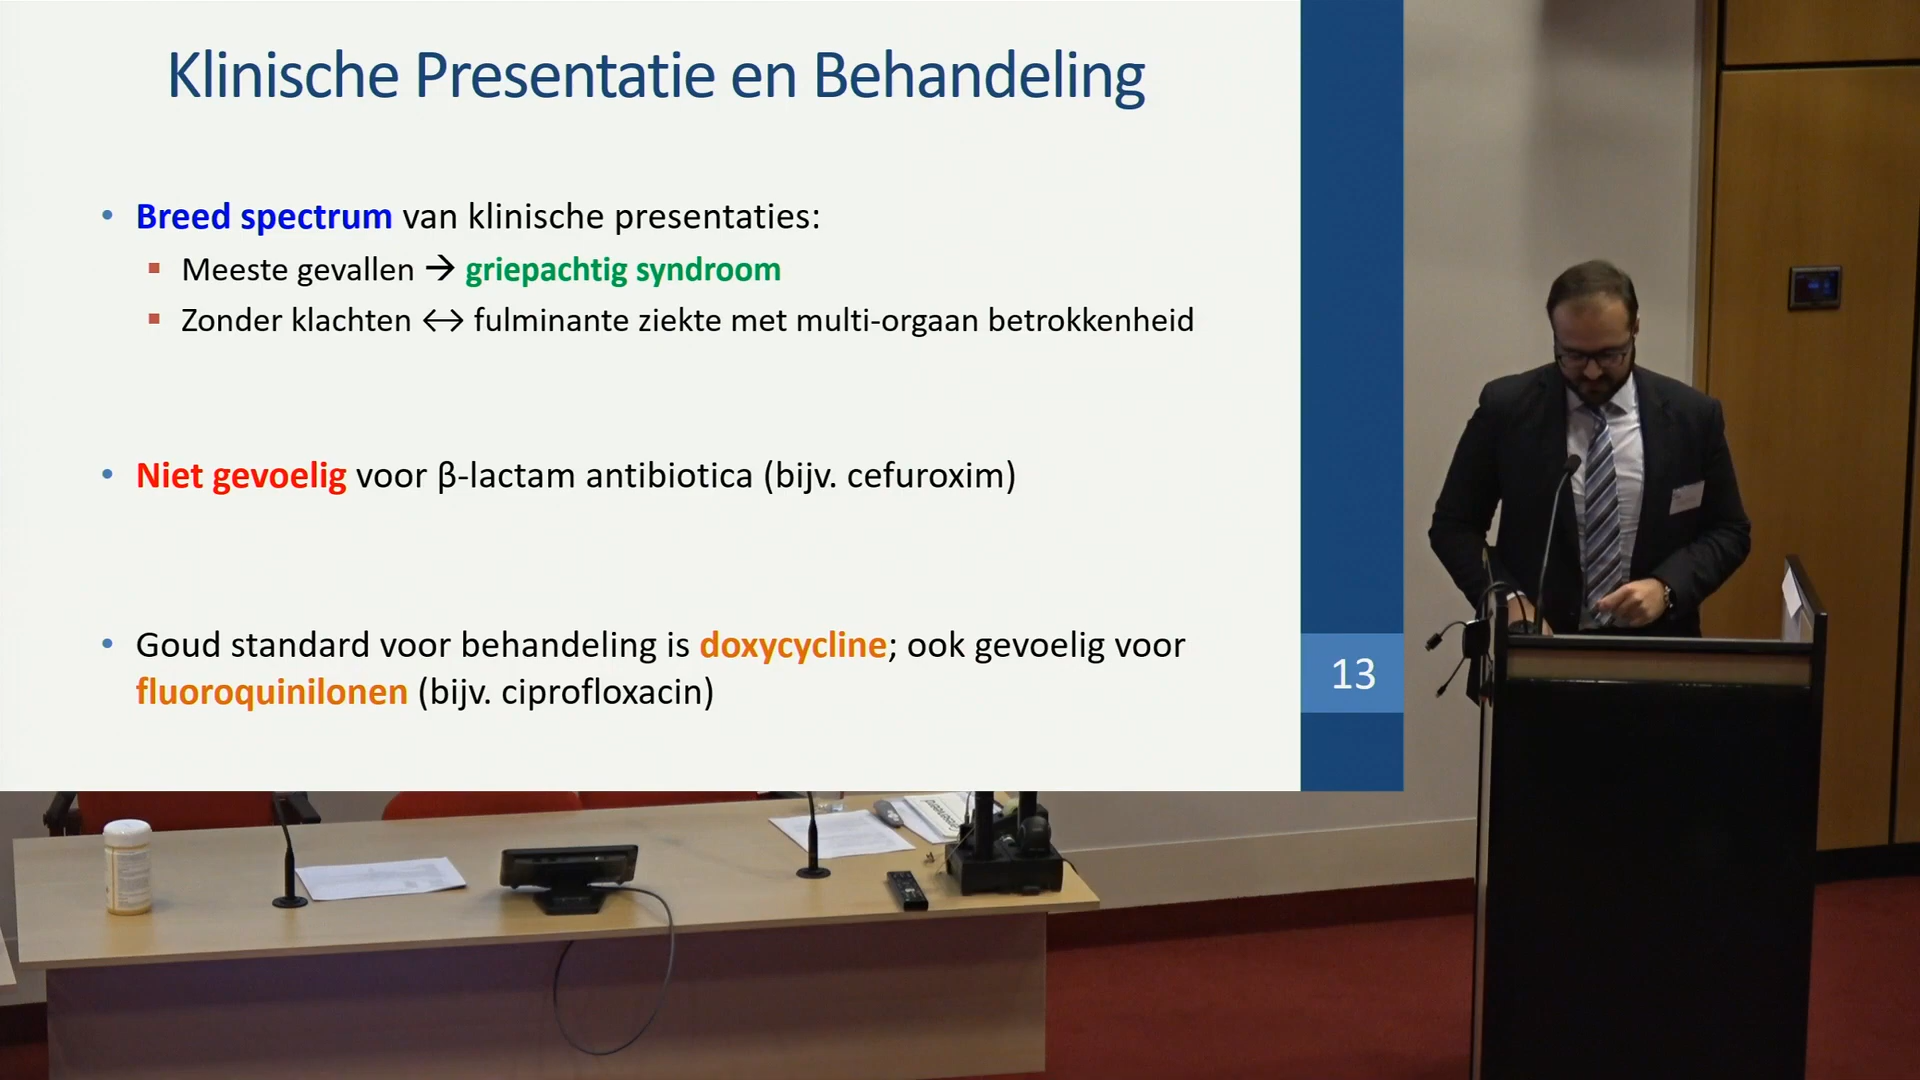 Klinische Presentatie en Behandeling
• Breed spectrum van klinische presentaties:
▪ Meeste gevallen → griepachtig syndroom
▪ Zonder klachten ↔ fulminante ziekte met multi-orgaan betrokkenheid
• Niet gevoelig voor β-lactam antibiotica (bijv. cefuroxim)
• Goud standard voor behandeling is doxycycline; ook gevoelig voor
fluoroquinilonen (bijv. ciprofloxacin)
13